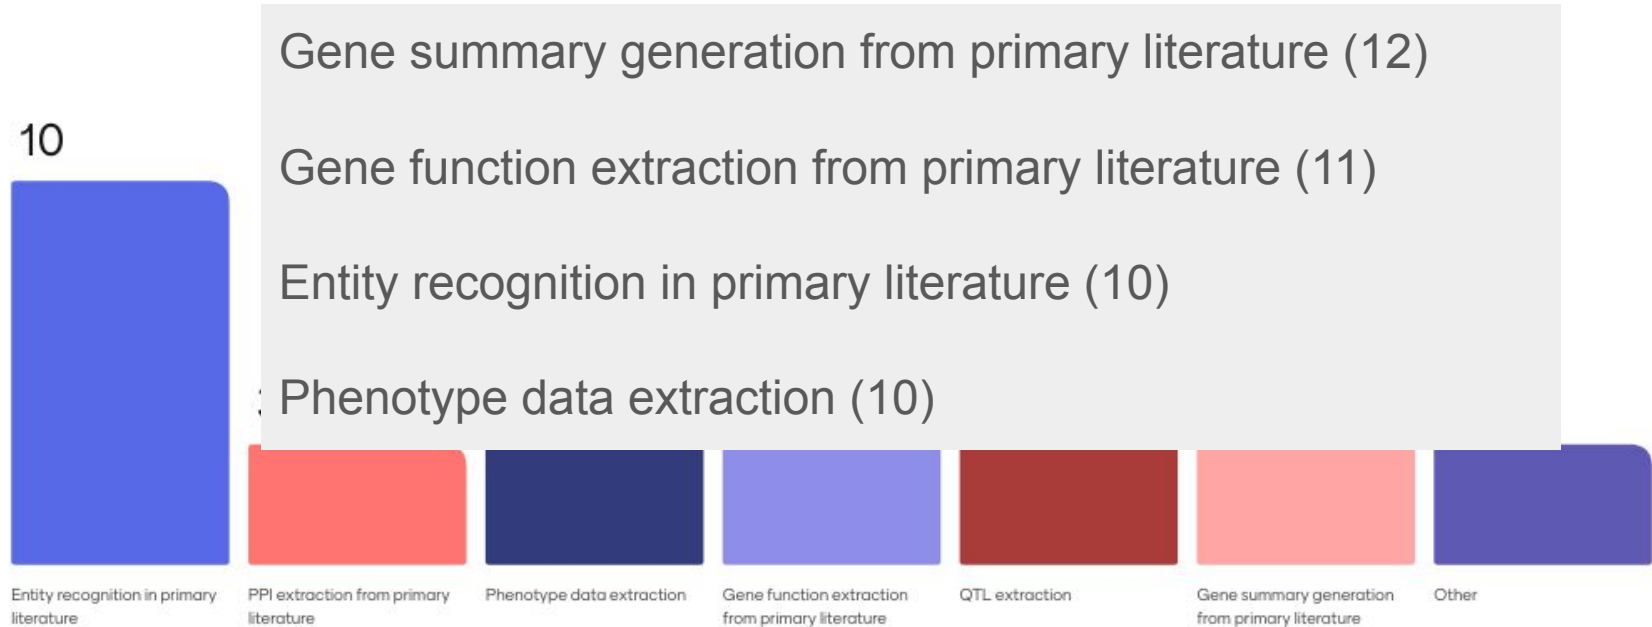 Gene summary generation from primary literature (12)
10
Gene function extraction from primary literature (11)
Entity recognition in primary literature (10)
Phenotype data extraction (10)
Entity recognition in primary
literature
PPI extraction from primary
literature
Phenotype data extraction
Gene function extraction
from primary literature
QTL extraction
Gene summary generation
from primary literature
Other